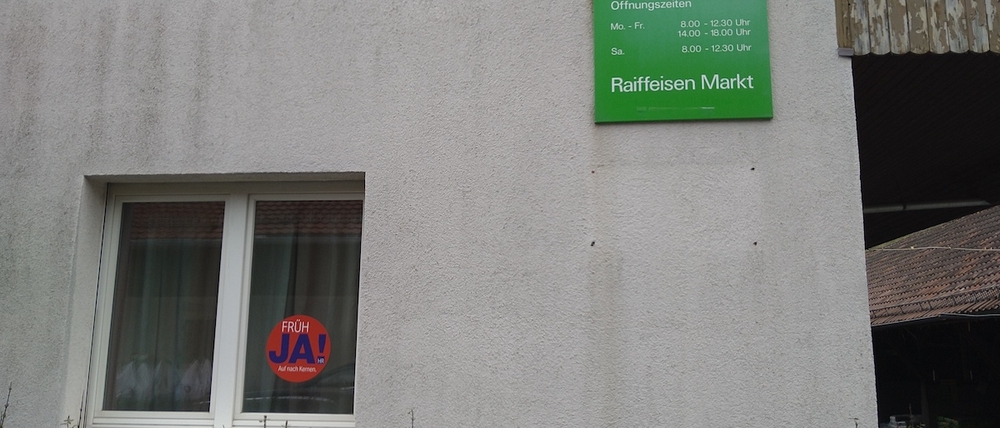 Öffnungszeiten
Mo. - Fr. 8.00 - 12.30 Uhr
14.00 - 18.00 Uhr
Sa. 8.00 - 12.30 Uhr
Raiffeisen Markt
FRÜH
JA!
HR
Auf nach Kernen.